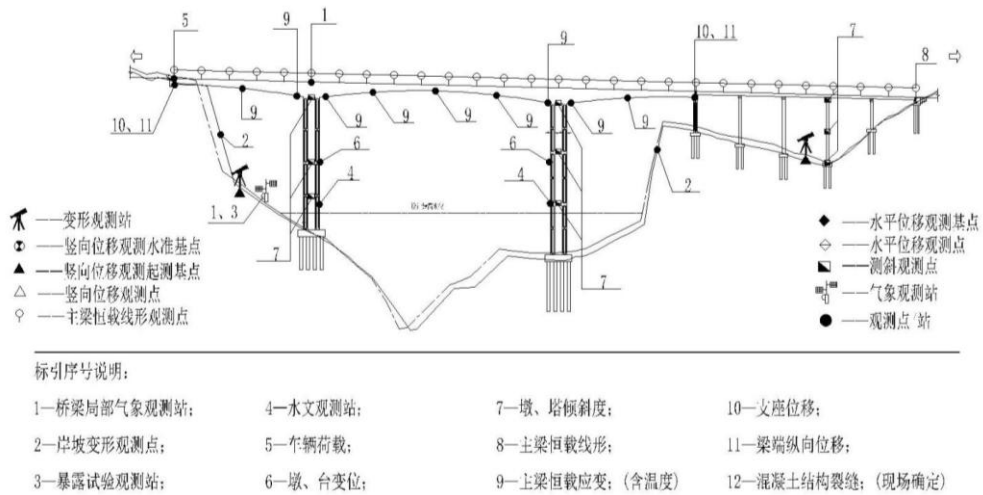 5
9
1
9
10、11
7
8
10、11
9
2
9
9
9
9
9
9
6
6
4
4
2
1、3
7
7
——变形观测站
——竖向位移观测水准基点
——竖向位移观测起测基点
——竖向位移观测点
——主梁恒载线形观测点
——水平位移观测基点
——水平位移观测点
——测斜观测点
——气象观测站
——观测点/站
标引序号说明：
1—桥梁局部气象观测站； 4—水文观测站； 7—墩、塔倾斜度； 10—支座位移；
2—岸坡变形观测点； 5—车辆荷载； 8—主梁恒载线形； 11—梁端纵向位移；
3—暴露试验观测站； 6—墩、台变位； 9—主梁恒载应变；（含温度） 12—混凝土结构裂缝；（现场确定）